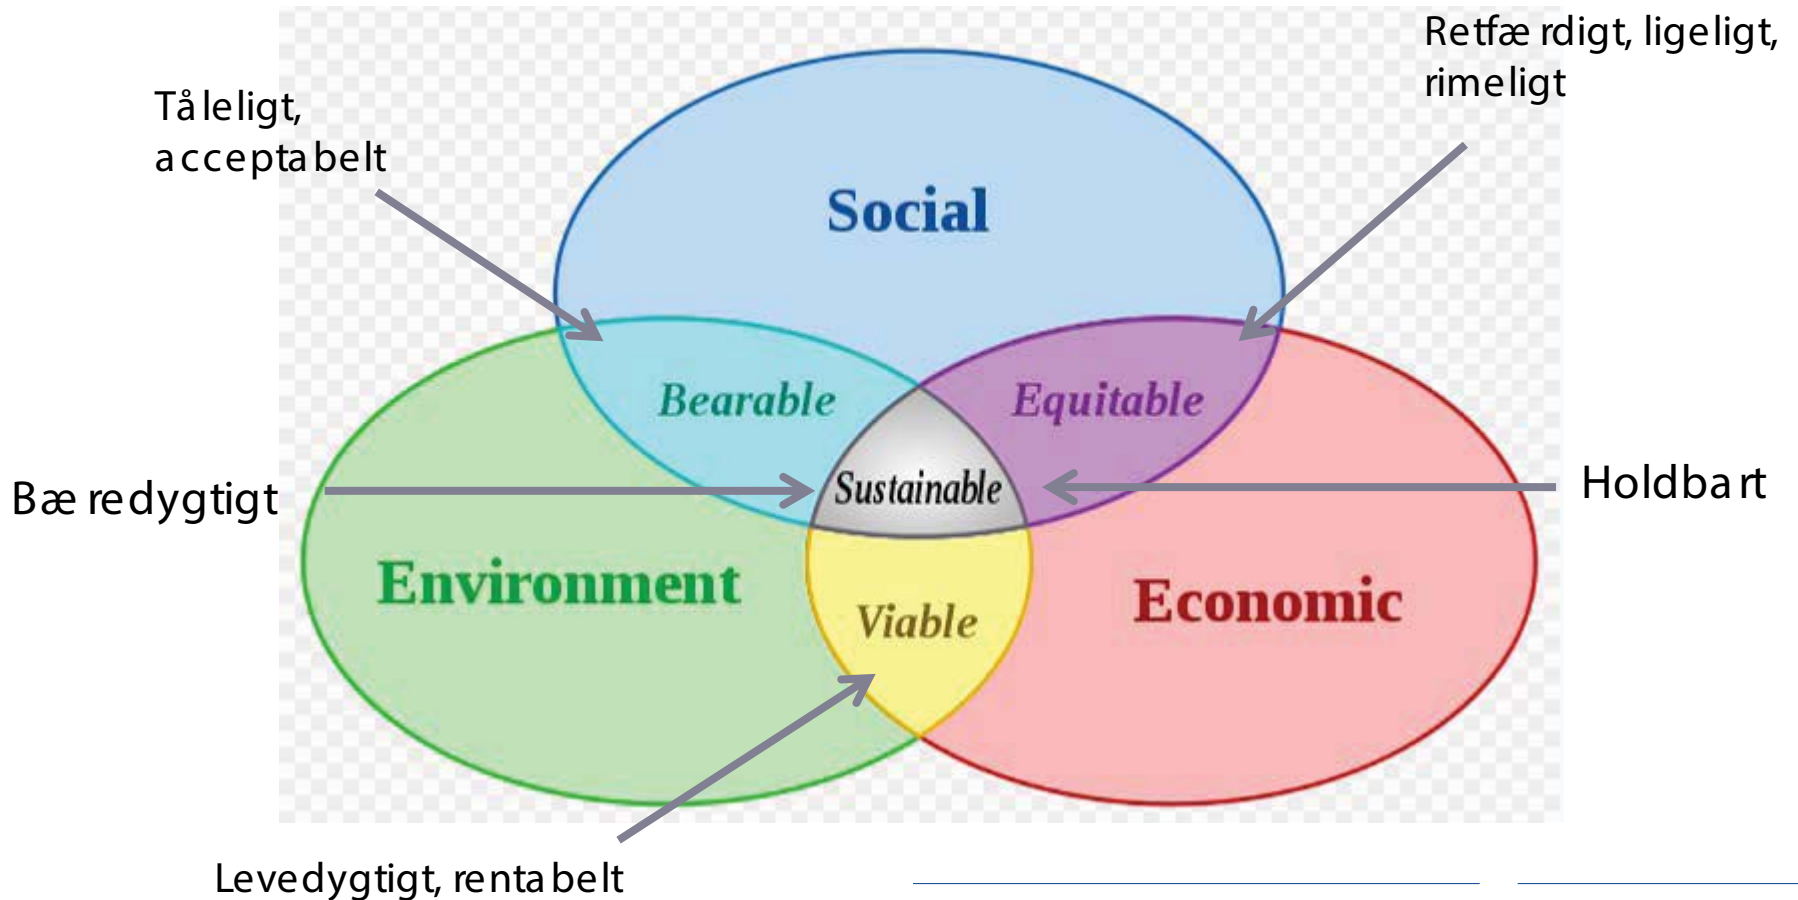 Retfærdigt, ligeligt,
rimeligt
Tåleligt,
acceptabelt
Social
Bearable
Equitable
Bæredygtigt
Sustainable
Holdbart
Environment
Economic
Viable
Levedygtigt, rentabelt